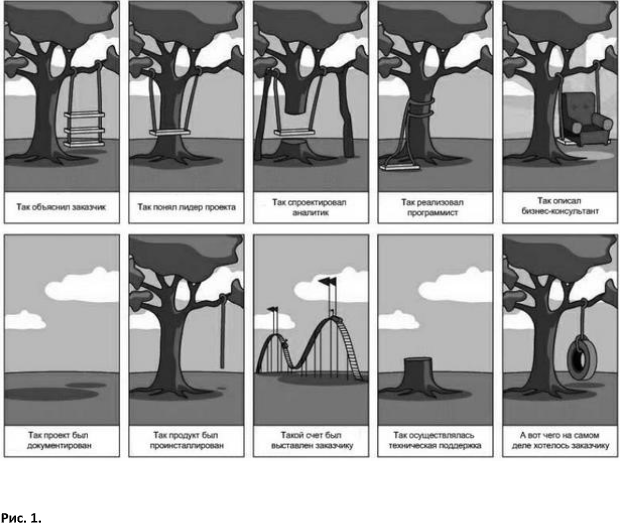 Так объяснил заказчик
Так понял лидер проекта
Так спроектировал
аналитик
Так реализовал
программист
Так описал
бизнес-консультант
Так проект был
документирован
Так продукт был
проинсталлирован
Такой счет был
выставлен заказчику
Так осуществлялась
техническая поддержка
А вот чего на самом
деле хотелось заказчику
Рис. 1.